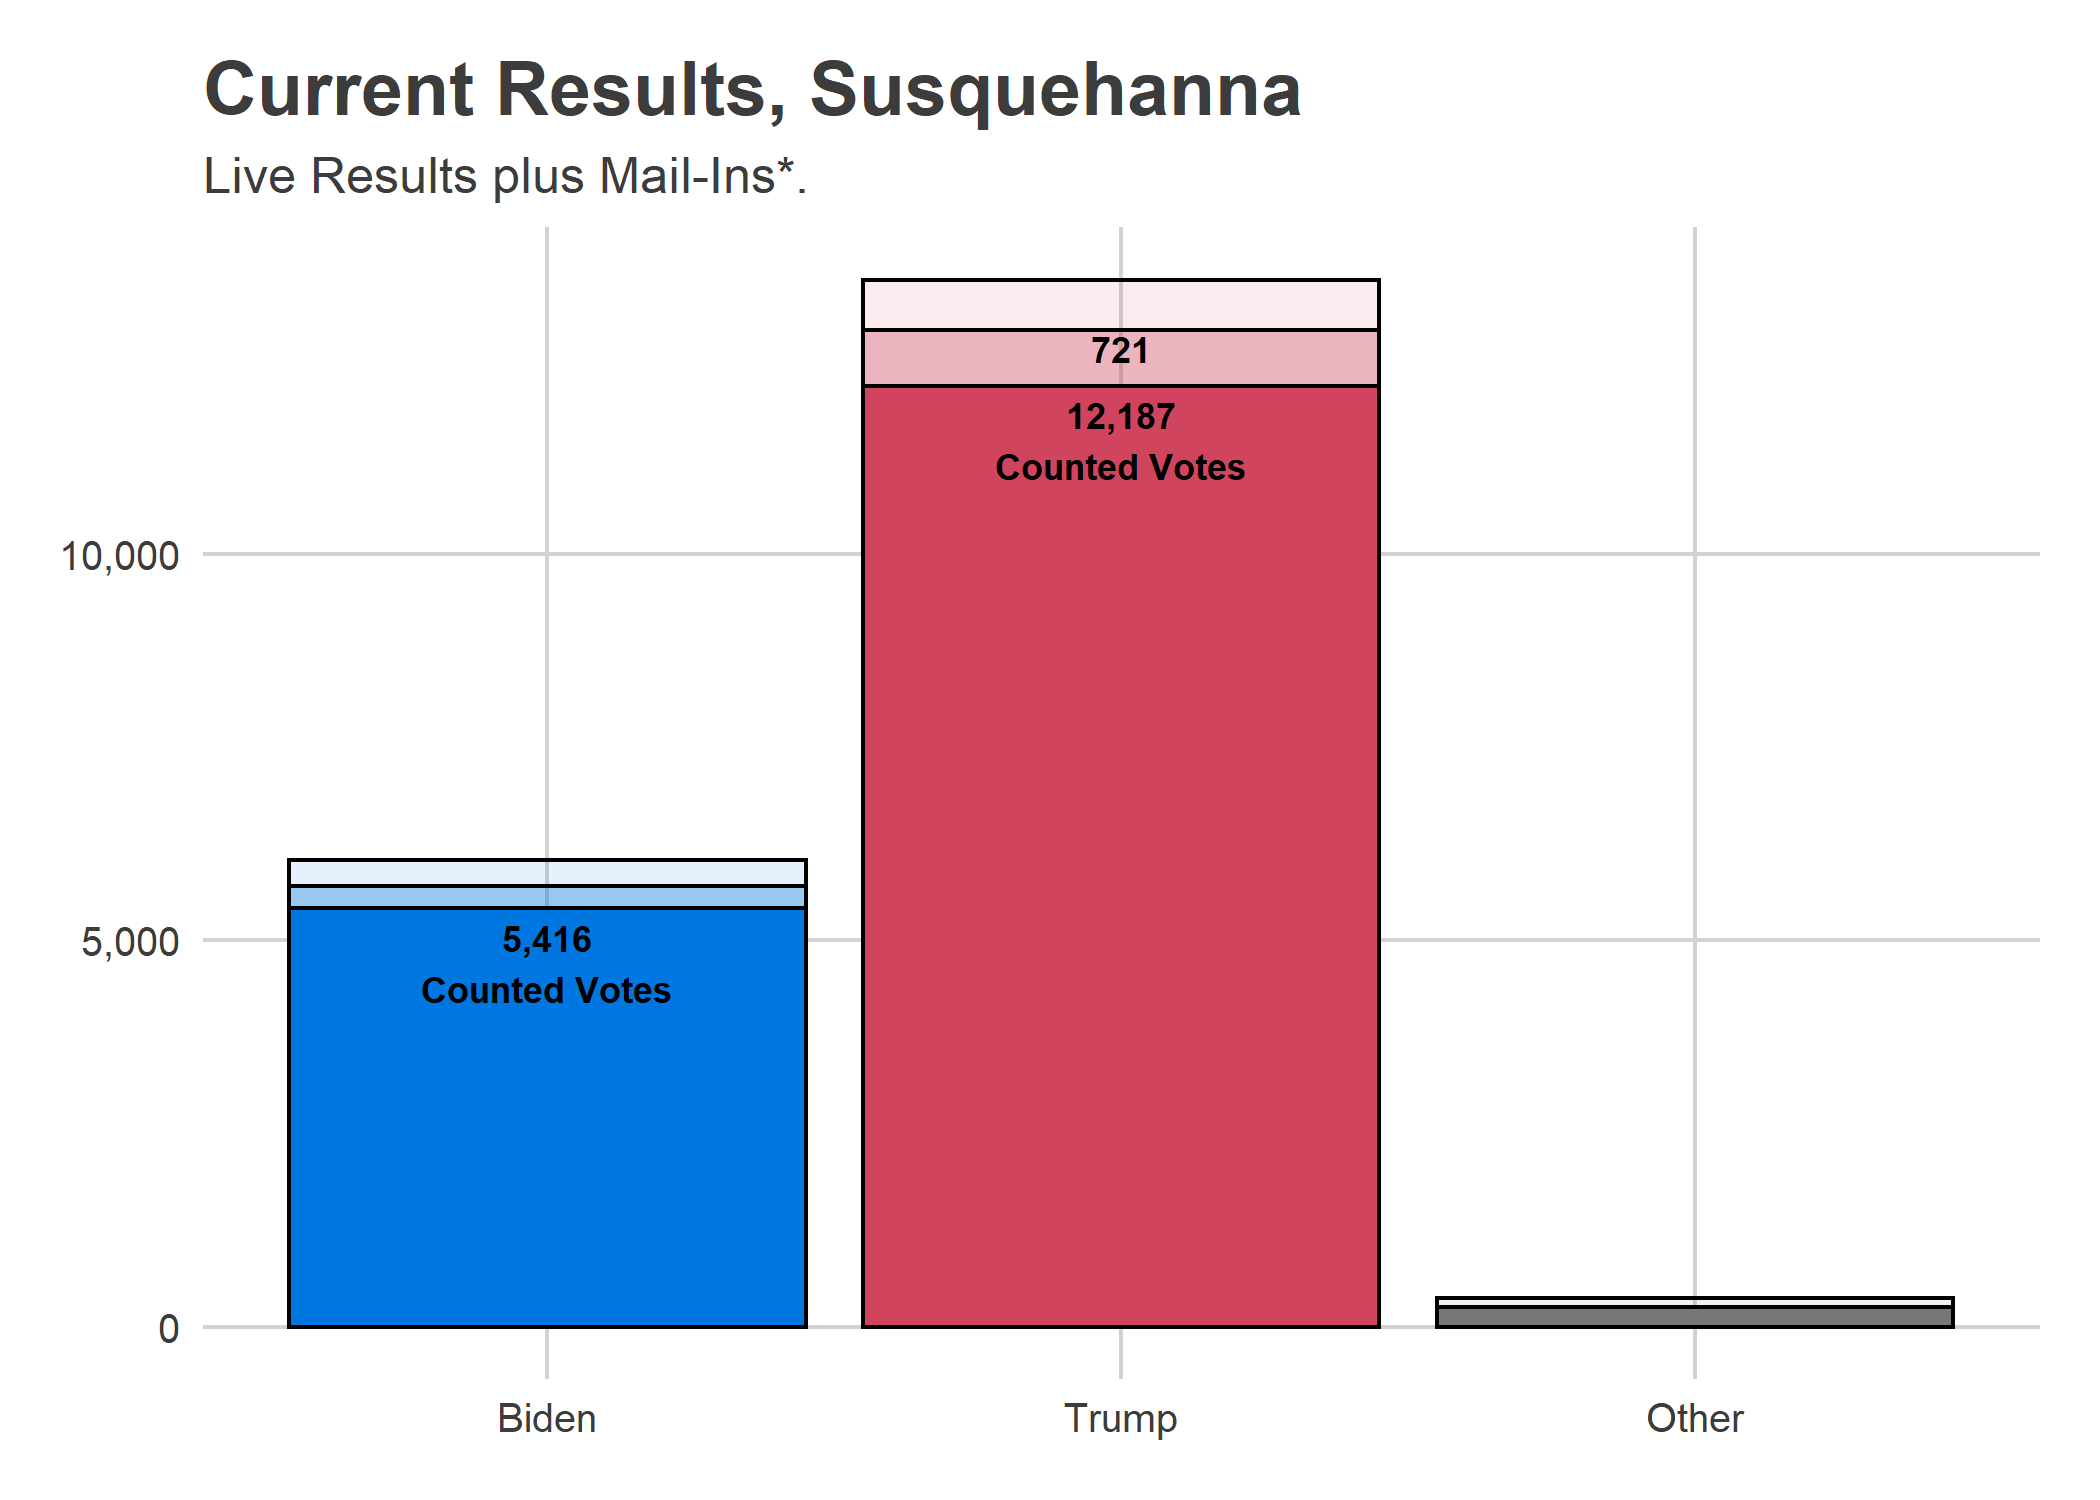 Current Results, Susquehanna
Live Results plus Mail-Ins*.
721
12,187
Counted Votes
10,000
5,416
5,000
Counted Votes
0
Biden
Trump
Other